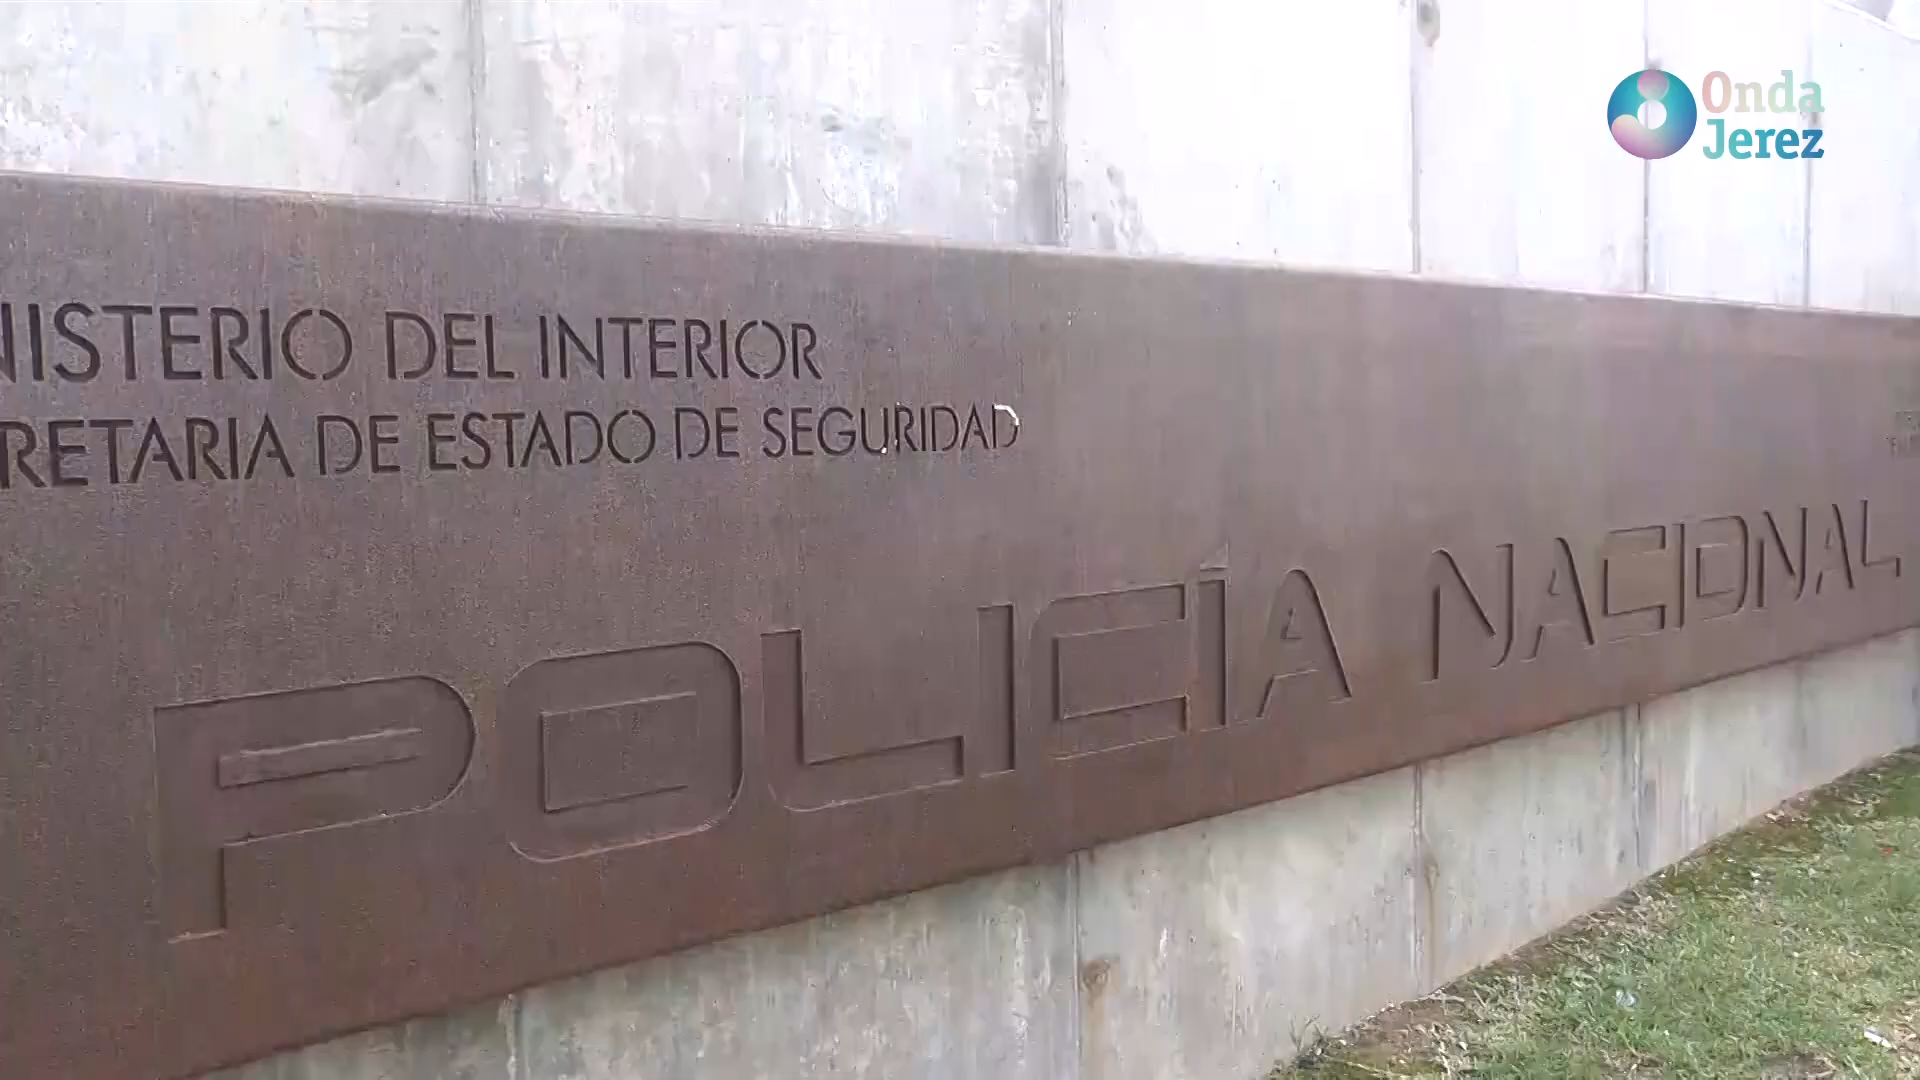 Onda
Jerez
NISTERIO DEL INTERIOR
RETARIA DE ESTADO DE SEGURIDAD
POLICÍA NACIONAL